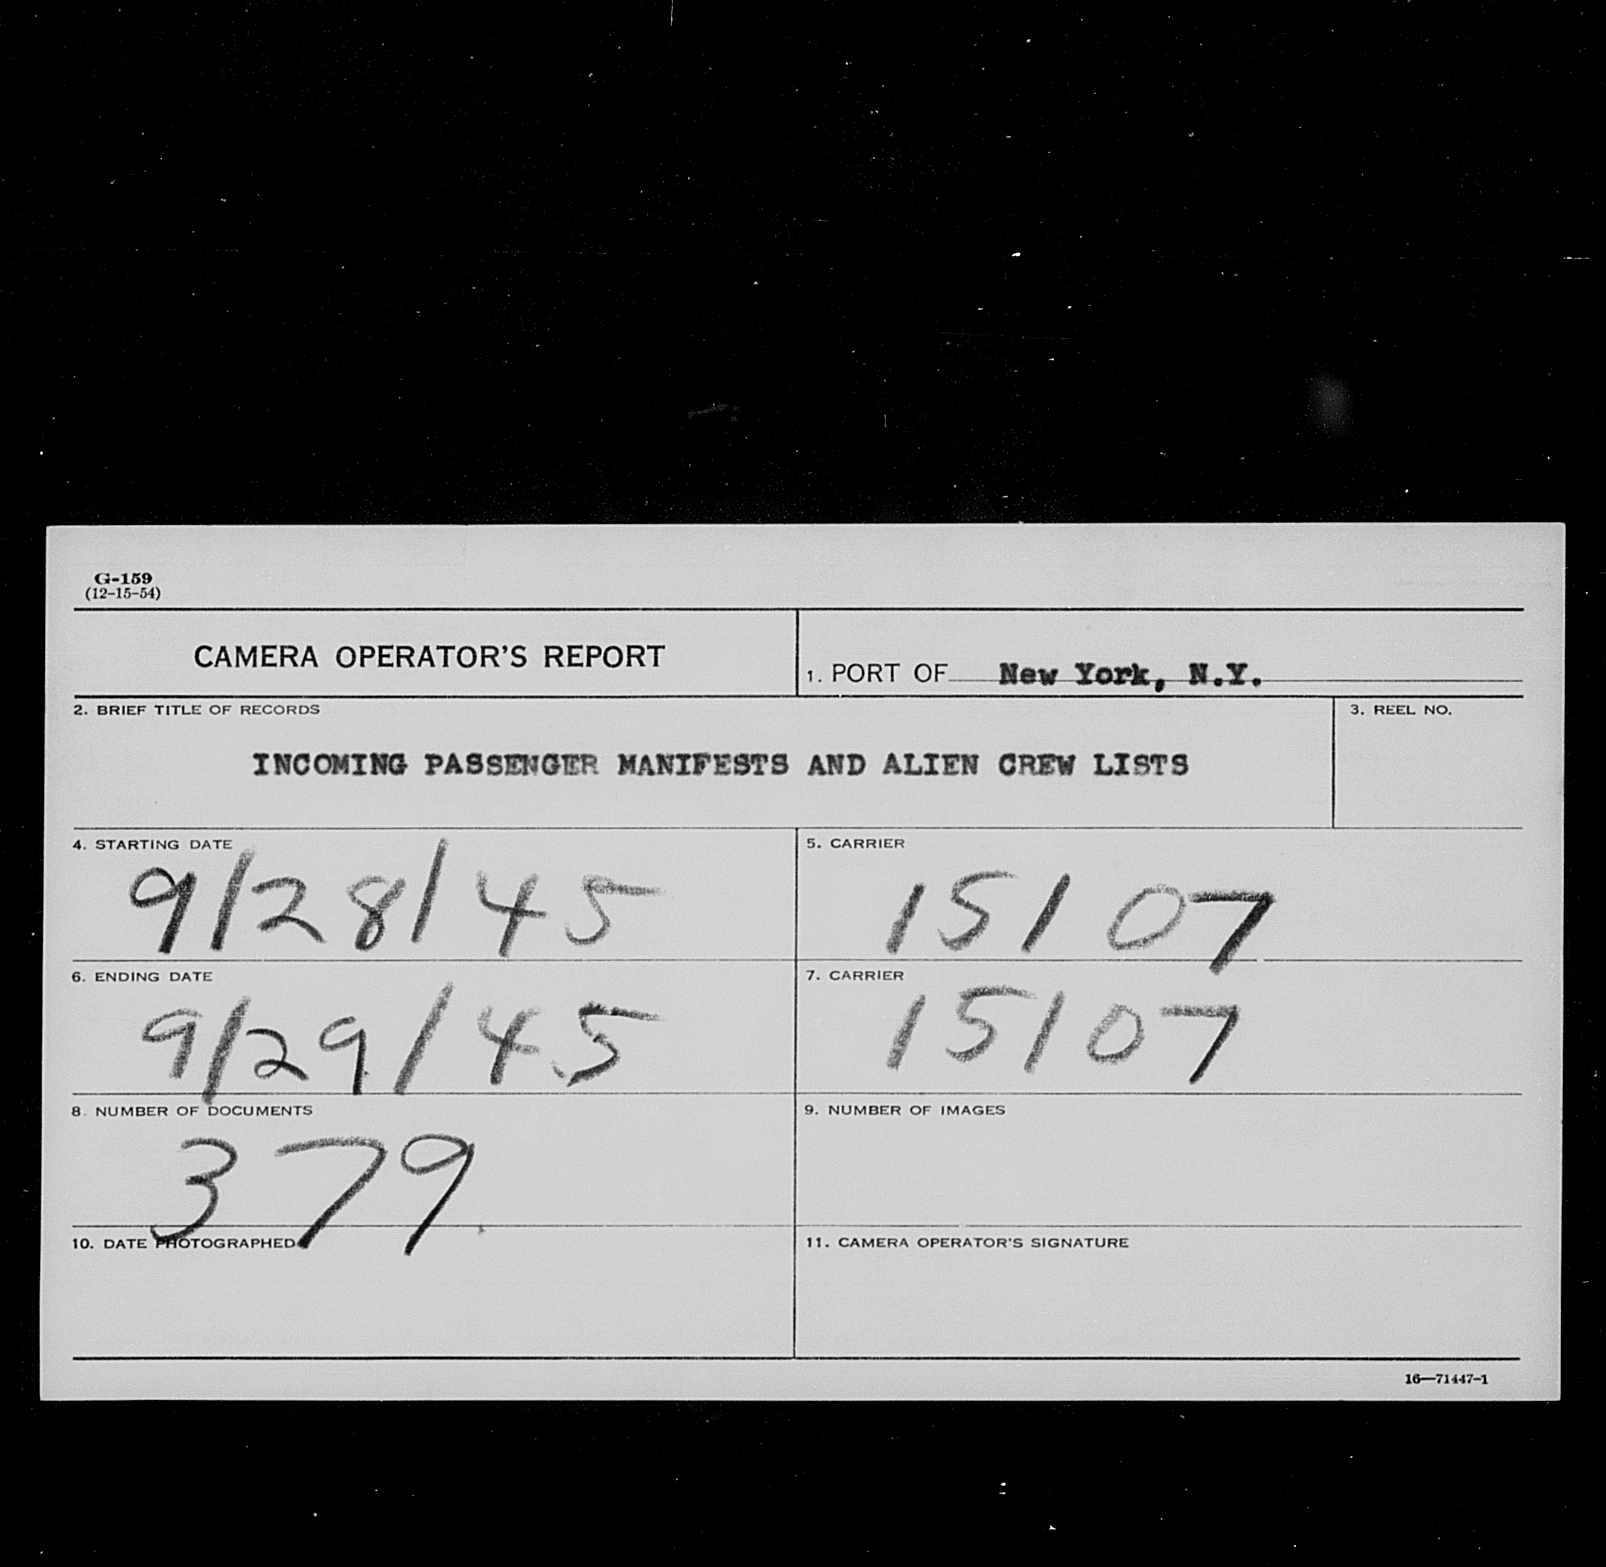 G-159
(12-15-54)
CAMERA OPERATOR'S REPORT
1. PORT OF New York, N.Y.
2. BRIEF TITLE OF RECORDS
3. REEL NO.
INCOMING PASSENGER MANIFESTS AND ALIEN CREW LISTS
4. STARTING DATE
9/28/45
5. CARRIER
15107
6. ENDING DATE
9/29/45
7. CARRIER
15107
8. NUMBER OF DOCUMENTS
379
9. NUMBER OF IMAGES
10. DATE PHOTOGRAPHED
11. CAMERA OPERATOR'S SIGNATURE
16—71447-1